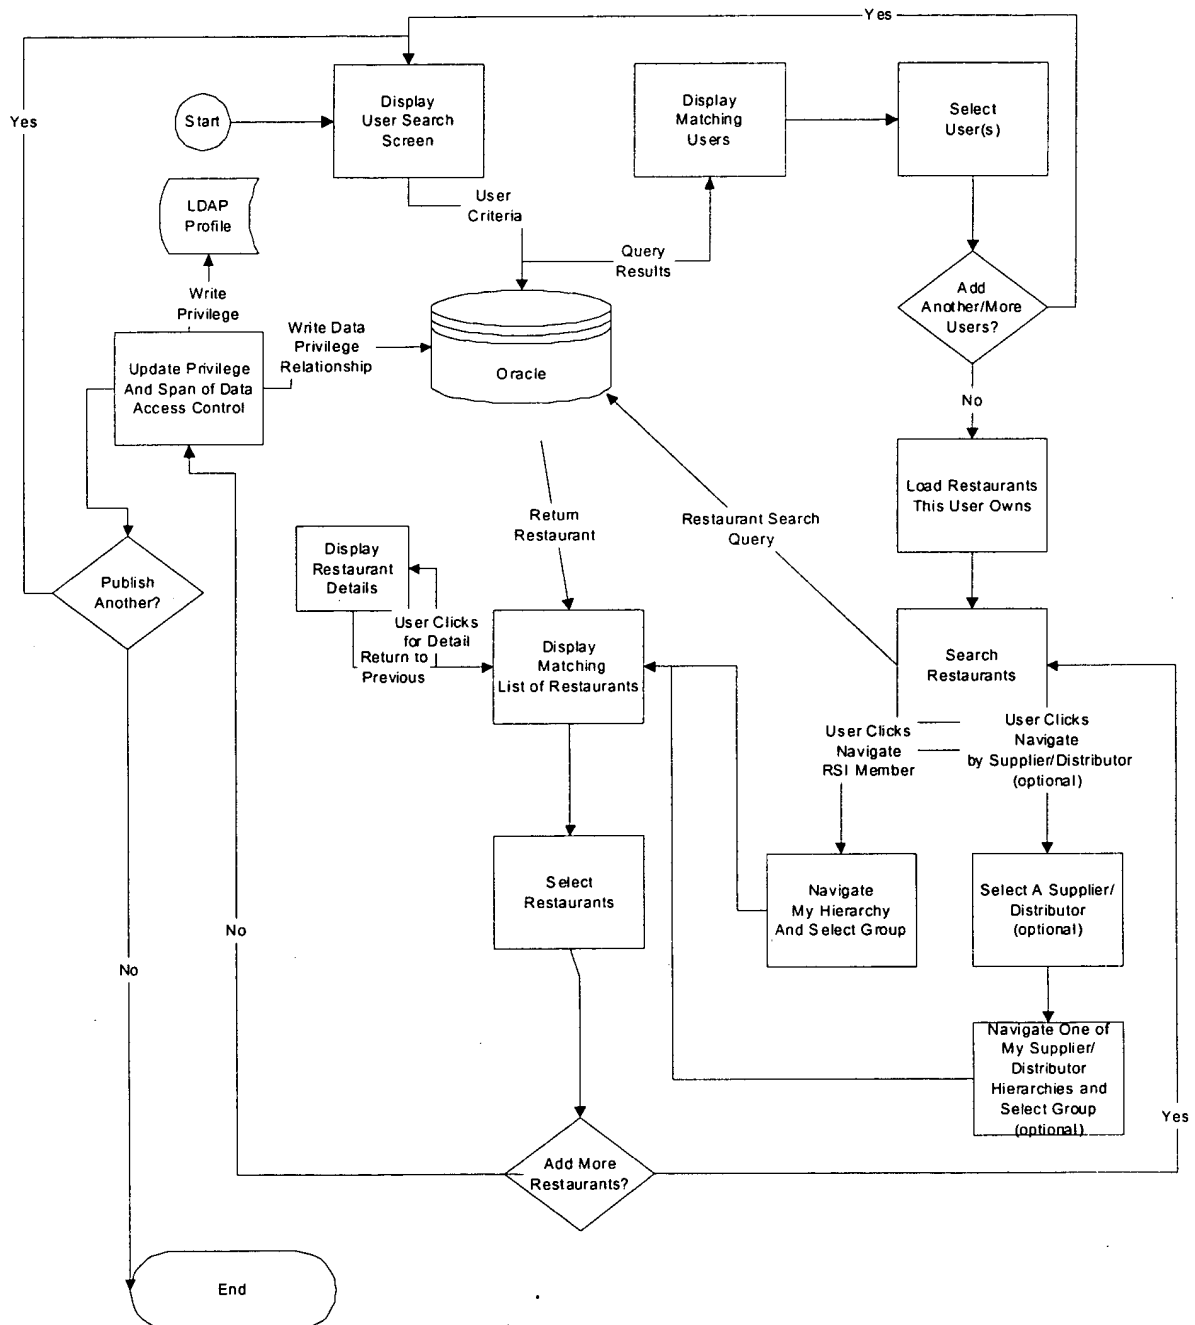 Yes
Yes
Start
Display
User Search
Screen
Display
Matching
Users
Select
User(s)
LDAP
Profile
User
Criteria
Query
Results
Add
Another/More
Users?
Write
Privilege
Write Data
Privilege
Relationship
Oracle
Update Privilege
And Span of Data
Access Control
No
Load Restaurants
This User Owns
Return
Restaurant
Restaurant Search
Query
Display
Restaurant
Details
Publish
Another?
User Clicks
for Detail
Return to
Previous
Display
Matching
List of Restaurants
Search
Restaurants
User Clicks
Navigate
RSI Member
User Clicks
Navigate
by Supplier/Distributor
(optional)
Select
Restaurants
Navigate
My Hierarchy
And Select Group
Select A Supplier/
Distributor
(optional)
No
No
Navigate One of
My Supplier/
Distributor
Hierarchies and
Select Group
(optional)
Yes
Add More
Restaurants?
End